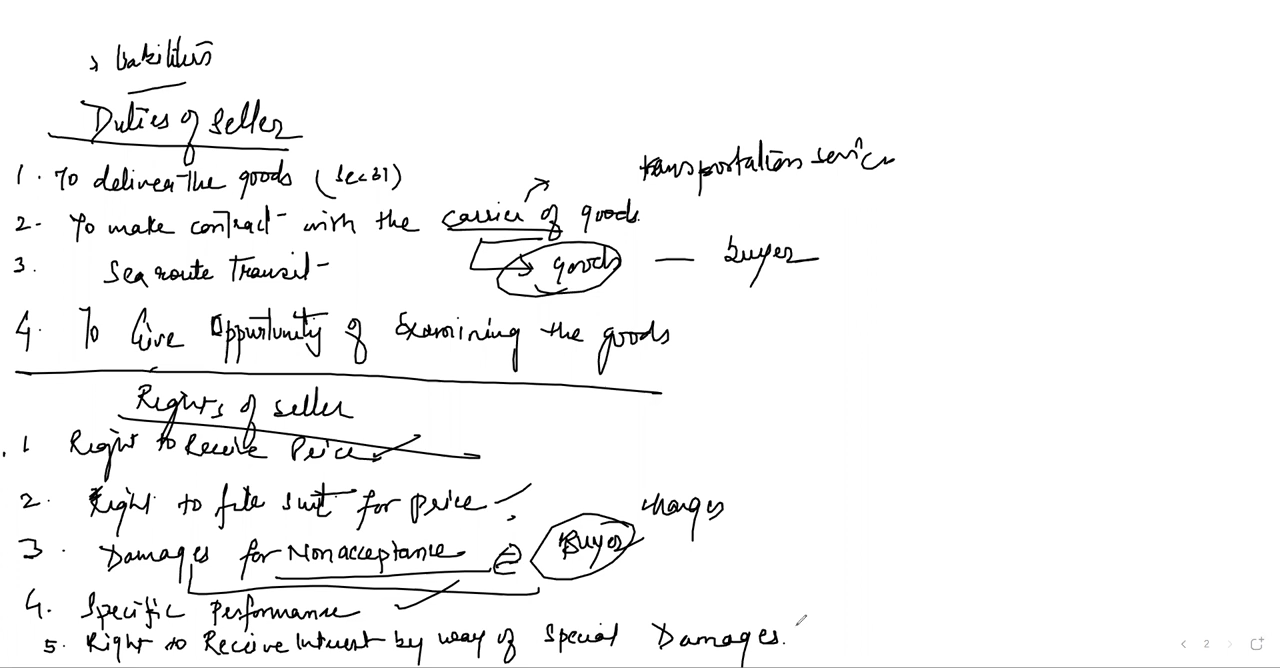 > Liabilities
Duties of Seller
1. To deliver the goods (Sec 31)
transportation service
2- To make contract with the carrier of goods.
3. Sea route Transit
goods — Buyer
4. To Give Opportunity of Examining the goods
Rights of seller
1 Right to Receive Price
2. Right to file suit for price
charges
3. Damages for Nonacceptance @ Buyer
4. Specific Performance
5. Right to Receive Interest by way of Special Damages.
2